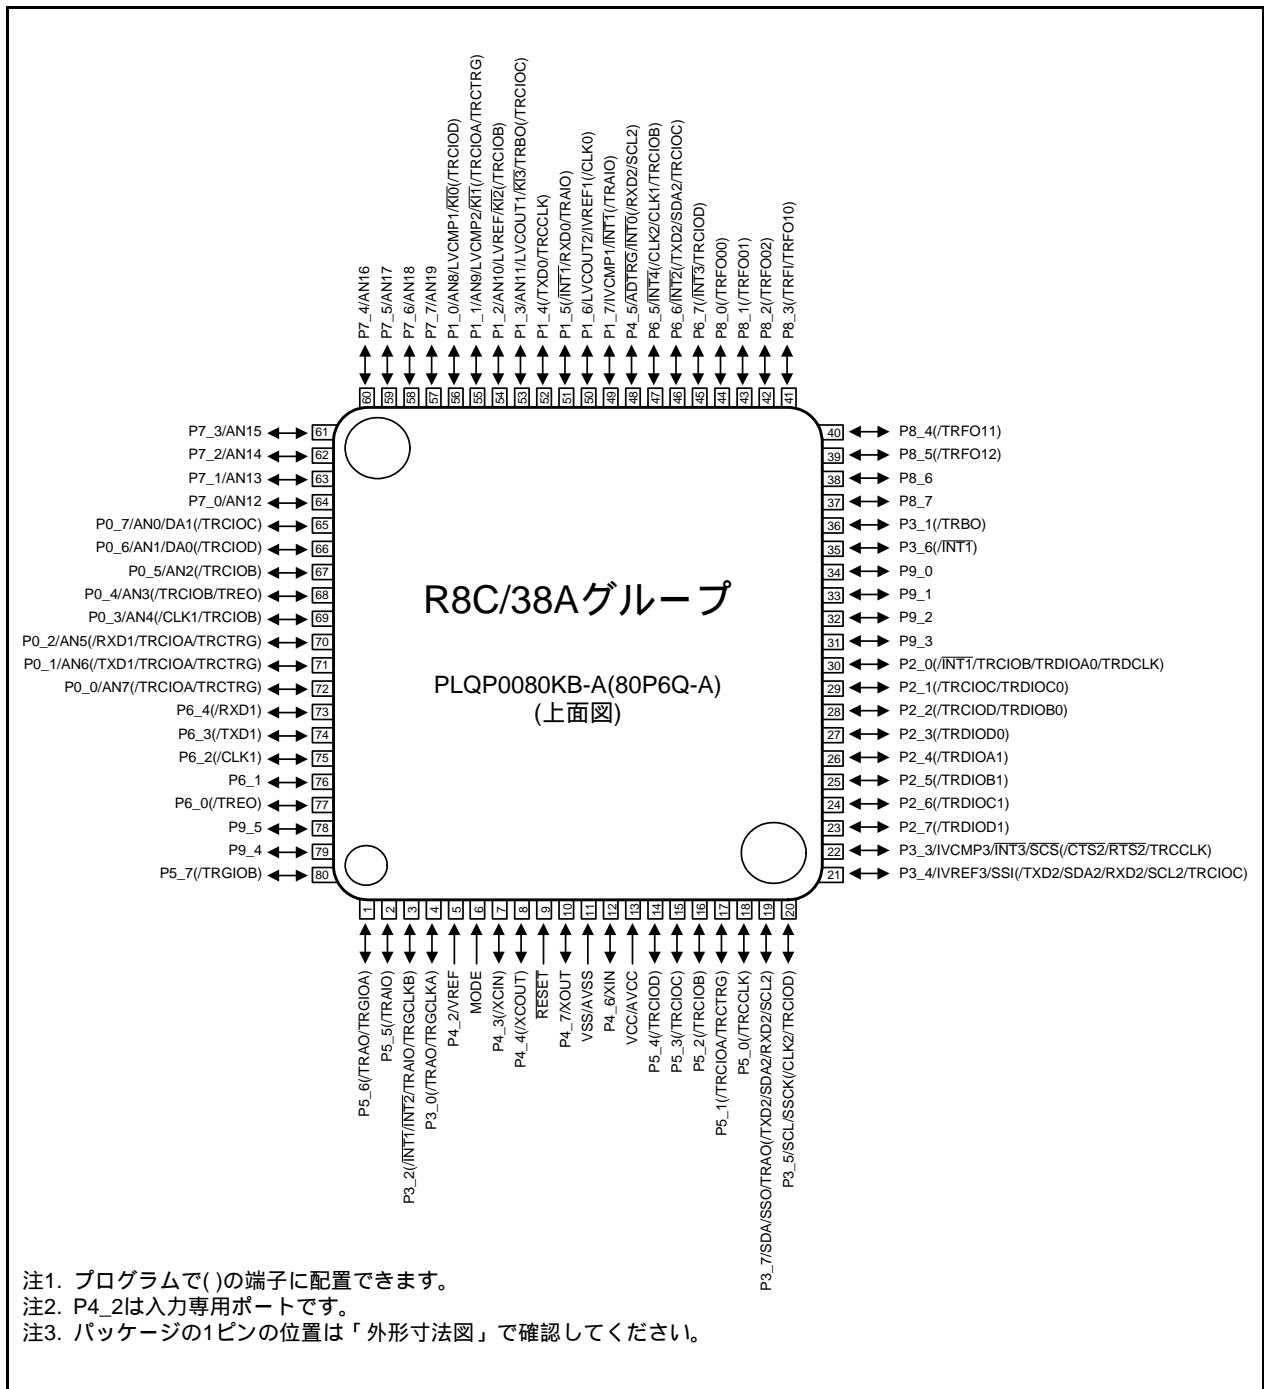 P7_4/AN16
P7_5/AN17
P7_6/AN18
P7_7/AN19
P1_0/AN8/LVCMP1/KI0(/TRCIOD)
P1_1/AN9/LVCMP2/KI1(/TRCIOA/TRCTRG)
P1_2/AN10/LVREF/KI2(/TRCIOB)
P1_3/AN11/LVCOUT1/KI3/TRBO(/TRCIOC)
P1_4(/TXD0/TRCCLK)
P1_5(/INT1/RXD0/TRAIO)
P1_6/LVCOUT2/IVREF1(/CLK0)
P1_7/IVCMP1/INT1(/TRAIO)
P4_5/ADTRG/INT0(/RXD2/SCL2)
P6_5/INT4(/CLK2/CLK1/TRCIOB)
P6_6/INT2(/TXD2/SDA2/TRCIOC)
P6_7(/INT3/TRCIOD)
P8_0(/TRFO00)
P8_1(/TRFO01)
P8_2(/TRFO02)
P8_3(/TRFI/TRFO10)
60 59 58 57 56 55 54 53 52 51 50 49 48 47 46 45 44 43 42 41
P7_3/AN15 61
P7_2/AN14 62
P7_1/AN13 63
P7_0/AN12 64
P0_7/AN0/DA1(/TRCIOC) 65
P0_6/AN1/DA0(/TRCIOD) 66
P0_5/AN2(/TRCIOB) 67
P0_4/AN3(/TRCIOB/TREO) 68
P0_3/AN4(/CLK1/TRCIOB) 69
P0_2/AN5(/RXD1/TRCIOA/TRCTRG) 70
P0_1/AN6(/TXD1/TRCIOA/TRCTRG) 71
P0_0/AN7(/TRCIOA/TRCTRG) 72
P6_4(/RXD1) 73
P6_3(/TXD1) 74
P6_2(/CLK1) 75
P6_1 76
P6_0(/TREO) 77
P9_5 78
P9_4 79
P5_7(/TRGIOB) 80
R8C/38Aグループ
PLQP0080KB-A(80P6Q-A)
(上面図)
40 P8_4(/TRFO11)
39 P8_5(/TRFO12)
38 P8_6
37 P8_7
36 P3_1(/TRBO)
35 P3_6(/INT1)
34 P9_0
33 P9_1
32 P9_2
31 P9_3
30 P2_0(/INT1/TRCIOB/TRDIOA0/TRDCLK)
29 P2_1(/TRCIOC/TRDIOC0)
28 P2_2(/TRCIOD/TRDIOB0)
27 P2_3(/TRDIOD0)
26 P2_4(/TRDIOA1)
25 P2_5(/TRDIOB1)
24 P2_6(/TRDIOC1)
23 P2_7(/TRDIOD1)
22 P3_3/IVCMP3/INT3/SCS(/CTS2/RTS2/TRCCLK)
21 P3_4/IVREF3/SSI(/TXD2/SDA2/RXD2/SCL2/TRCIOC)
1 2 3 4 5 6 7 8 9 10 11 12 13 14 15 16 17 18 19 20
P5_6(/TRAO/TRGIOA)
P5_5(/TRAIO)
P3_2(/INT1/INT2/TRAIO/TRGCLKB)
P3_0(/TRAO/TRGCLKA)
P4_2/VREF
MODE
P4_3(/XCIN)
P4_4(/XCOUT)
RESET
P4_7/XOUT
VSS/AVSS
P4_6/XIN
VCC/AVCC
P5_4(/TRCIOD)
P5_3(/TRCIOC)
P5_2(/TRCIOB)
P5_1(/TRCIOA/TRCTRG)
P5_0(/TRCCLK)
P3_7/SDA/SSO/TRAO(/TXD2/SDA2/RXD2/SCL2)
P3_5/SCL/SSCK(/CLK2/TRCIOD)
注1. プログラムで( )の端子に配置できます。
注2. P4_2は入力専用ポートです。
注3. パッケージの1ピンの位置は「外形寸法図」で確認してください。